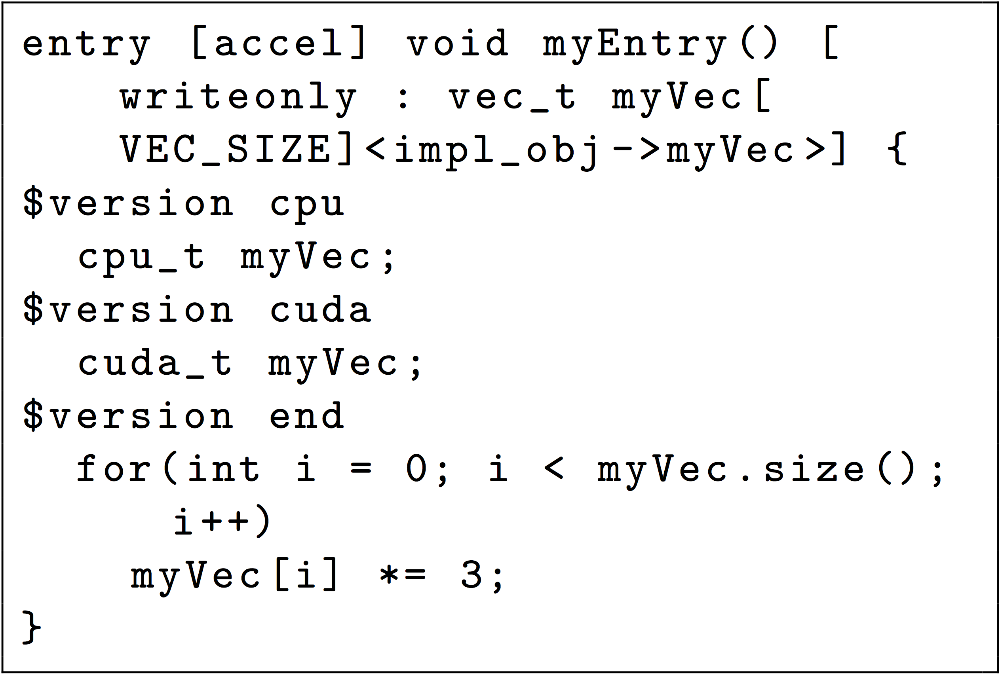 entry [accel] void myEntry() [
writeonly : vec_t myVec[
VEC_SIZE]<impl_obj->myVec>] {
$version cpu
cpu_t myVec;
$version cuda
cuda_t myVec;
$version end
for(int i = 0; i < myVec.size();
i++)
myVec[i] *= 3;
}